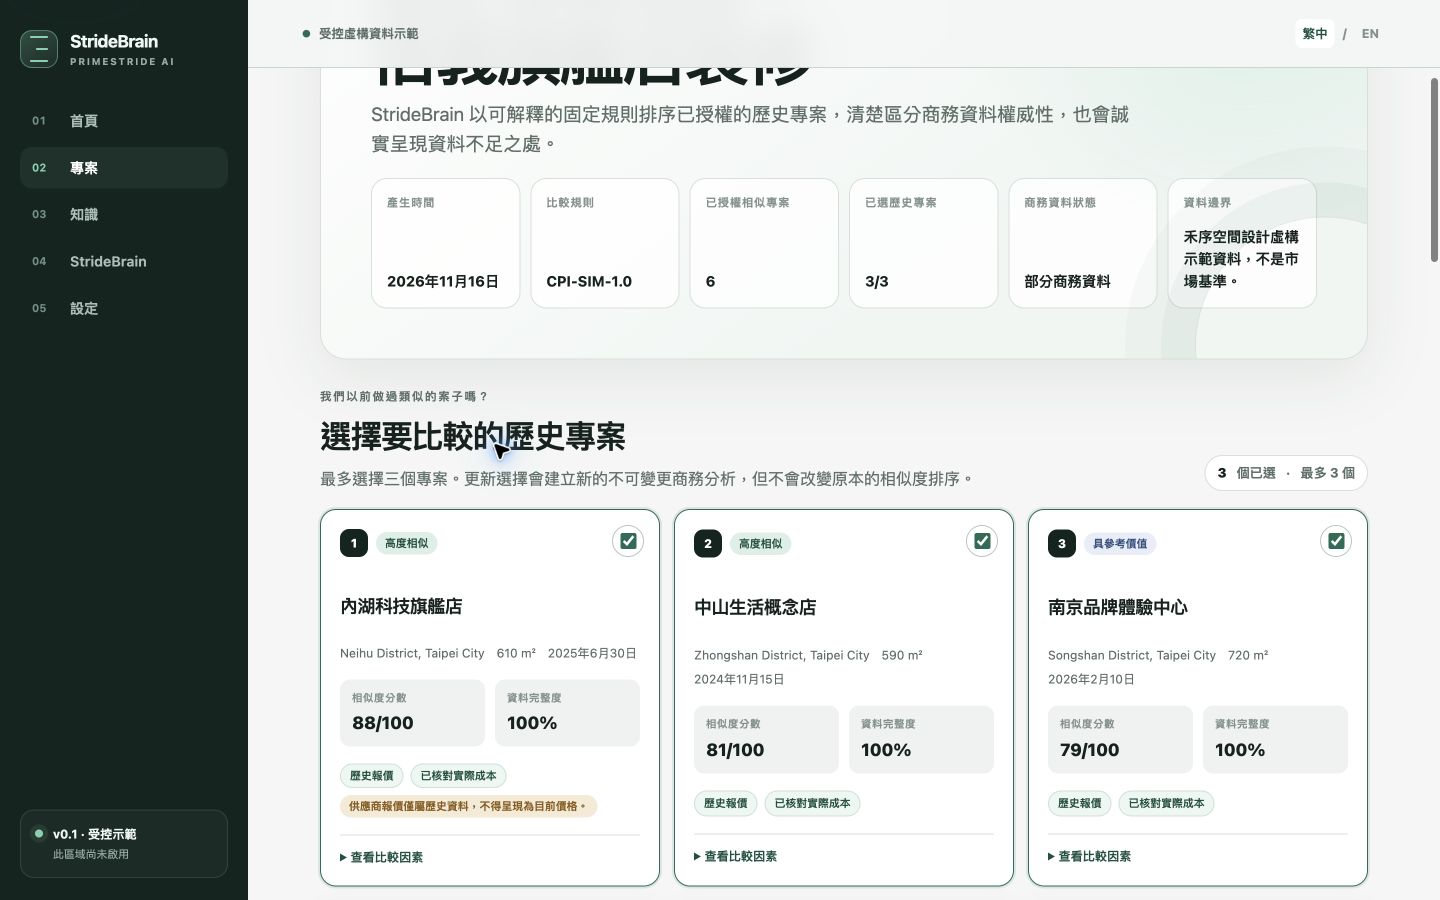 StrideBrain
PRIMESTRIDE AI
01 首頁
02 專案
03 知識
04 StrideBrain
05 設定
v0.1 · 受控示範
此區域尚未啟用
受控虛構資料示範
繁中 / EN
StrideBrain 以可解釋的固定規則排序已授權的歷史專案，清楚區分商務資料權威性，也會誠
實呈現資料不足之處。
產生時間
2026年11月16日
比較規則
CPI-SIM-1.0
已授權相似專案
6
已選歷史專案
3/3
商務資料狀態
部分商務資料
資料邊界
禾序空間設計虛構
示範資料，不是市
場基準。
我們以前做過類似的案子嗎？
選擇要比較的歷史專案
最多選擇三個專案。更新選擇會建立新的不可變更商務分析，但不會改變原本的相似度排序。
3 個已選 · 最多 3 個
1 高度相似
內湖科技旗艦店
Neihu District, Taipei City 610 m² 2025年6月30日
相似度分數
88/100
資料完整度
100%
歷史報價 已核對實際成本
供應商報價僅屬歷史資料，不得呈現為目前價格。
▶ 查看比較因素
2 高度相似
中山生活概念店
Zhongshan District, Taipei City 590 m²
2024年11月15日
相似度分數
81/100
資料完整度
100%
歷史報價 已核對實際成本
▶ 查看比較因素
3 具參考價值
南京品牌體驗中心
Songshan District, Taipei City 720 m²
2026年2月10日
相似度分數
79/100
資料完整度
100%
歷史報價 已核對實際成本
▶ 查看比較因素